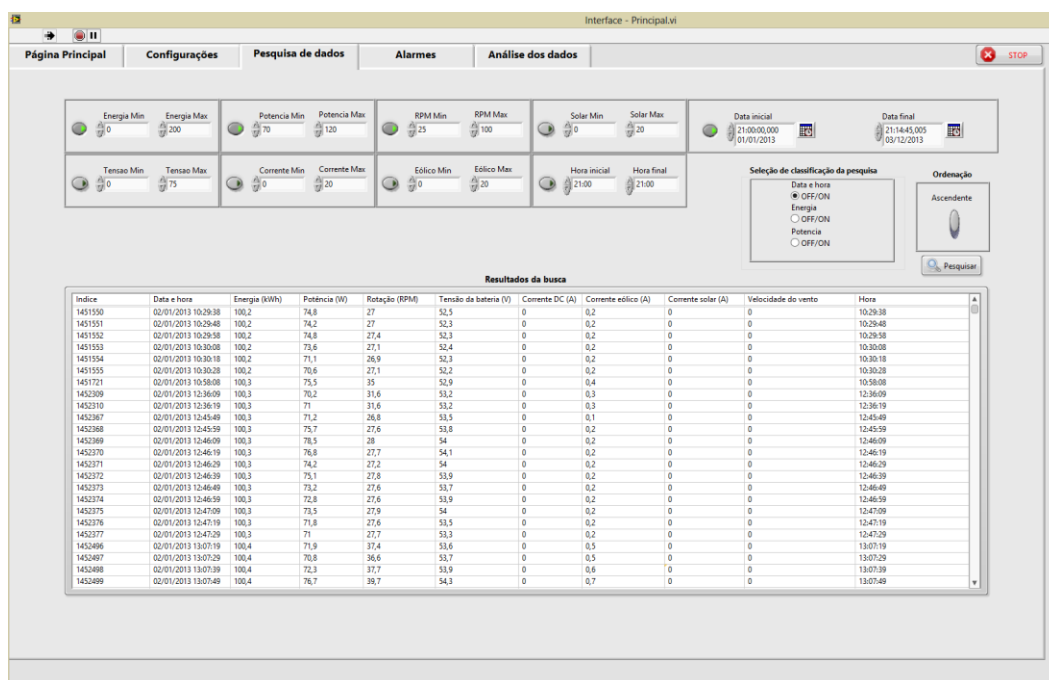 Interface - Principal.vi
Página Principal Configurações Pesquisa de dados Alarmes Análise dos dados STOP
Energia Min Energia Max Potencia Min Potencia Max RPM Min RPM Max Solar Min Solar Max Data inicial Data final
0 200 70 120 25 100 0 20 21:00:00,000 21:14:45,005
01/01/2013 03/12/2013
Tensao Min Tensao Max Corrente Min Corrente Max Eólico Min Eólico Max Hora inicial Hora final
0 75 0 20 0 20 21:00 21:00
Seleção de classificação da pesquisa Ordenação
Data e hora
OFF/ON
Energia
OFF/ON
Potencia
OFF/ON
Ascendente
Pesquisar
Resultados da busca
Indice Data e hora Energia (kWh) Potência (W) Rotação (RPM) Tensão da bateria (V) Corrente DC (A) Corrente eólico (A) Corrente solar (A) Velocidade do vento Hora
1451550 02/01/2013 10:29:38 100,2 74,8 27 52,5 0 0,2 0 0 10:29:38
1451551 02/01/2013 10:29:48 100,2 74,2 27 52,3 0 0,2 0 0 10:29:48
1451552 02/01/2013 10:29:58 100,2 74,8 27,4 52,3 0 0,2 0 0 10:29:58
1451553 02/01/2013 10:30:08 100,2 73,6 27,1 52,4 0 0,2 0 0 10:30:08
1451554 02/01/2013 10:30:18 100,2 71,1 26,9 52,3 0 0,2 0 0 10:30:18
1451555 02/01/2013 10:30:28 100,2 70,6 27,1 52,2 0 0,2 0 0 10:30:28
1451721 02/01/2013 10:58:08 100,3 75,5 35 52,9 0 0,4 0 0 10:58:08
1452309 02/01/2013 12:36:09 100,3 70,2 31,6 53,2 0 0,3 0 0 12:36:09
1452310 02/01/2013 12:36:19 100,3 71 31,6 53,2 0 0,3 0 0 12:36:19
1452367 02/01/2013 12:45:49 100,3 71,2 26,8 53,5 0 0,1 0 0 12:45:49
1452368 02/01/2013 12:45:59 100,3 75,7 27,6 53,8 0 0,2 0 0 12:45:59
1452369 02/01/2013 12:46:09 100,3 78,5 28 54 0 0,2 0 0 12:46:09
1452370 02/01/2013 12:46:19 100,3 76,8 27,7 54,1 0 0,2 0 0 12:46:19
1452371 02/01/2013 12:46:29 100,3 74,2 27,2 54 0 0,2 0 0 12:46:29
1452372 02/01/2013 12:46:39 100,3 75,1 27,8 53,9 0 0,2 0 0 12:46:39
1452373 02/01/2013 12:46:49 100,3 73,2 27,6 53,7 0 0,2 0 0 12:46:49
1452374 02/01/2013 12:46:59 100,3 72,8 27,6 53,9 0 0,2 0 0 12:46:59
1452375 02/01/2013 12:47:09 100,3 73,5 27,9 54 0 0,2 0 0 12:47:09
1452376 02/01/2013 12:47:19 100,3 71,8 27,6 53,5 0 0,2 0 0 12:47:19
1452377 02/01/2013 12:47:29 100,3 71 27,7 53,3 0 0,2 0 0 12:47:29
1452496 02/01/2013 13:07:19 100,4 71,9 37,4 53,6 0 0,5 0 0 13:07:19
1452497 02/01/2013 13:07:29 100,4 70,8 36,6 53,7 0 0,5 0 0 13:07:29
1452498 02/01/2013 13:07:39 100,4 72,3 37,7 53,9 0 0,6 0 0 13:07:39
1452499 02/01/2013 13:07:49 100,4 76,7 39,7 54,3 0 0,7 0 0 13:07:49